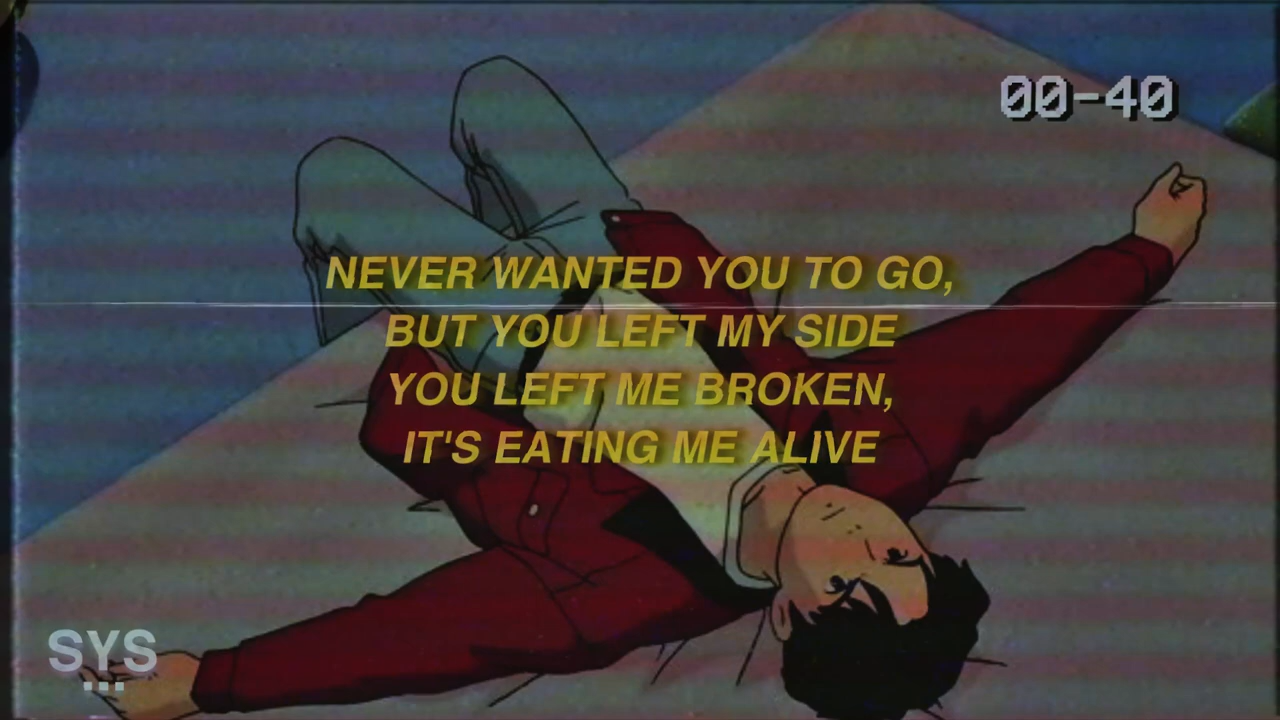 00-40
NEVER WANTED YOU TO GO,
BUT YOU LEFT MY SIDE
YOU LEFT ME BROKEN,
IT'S EATING ME ALIVE
SYS
...